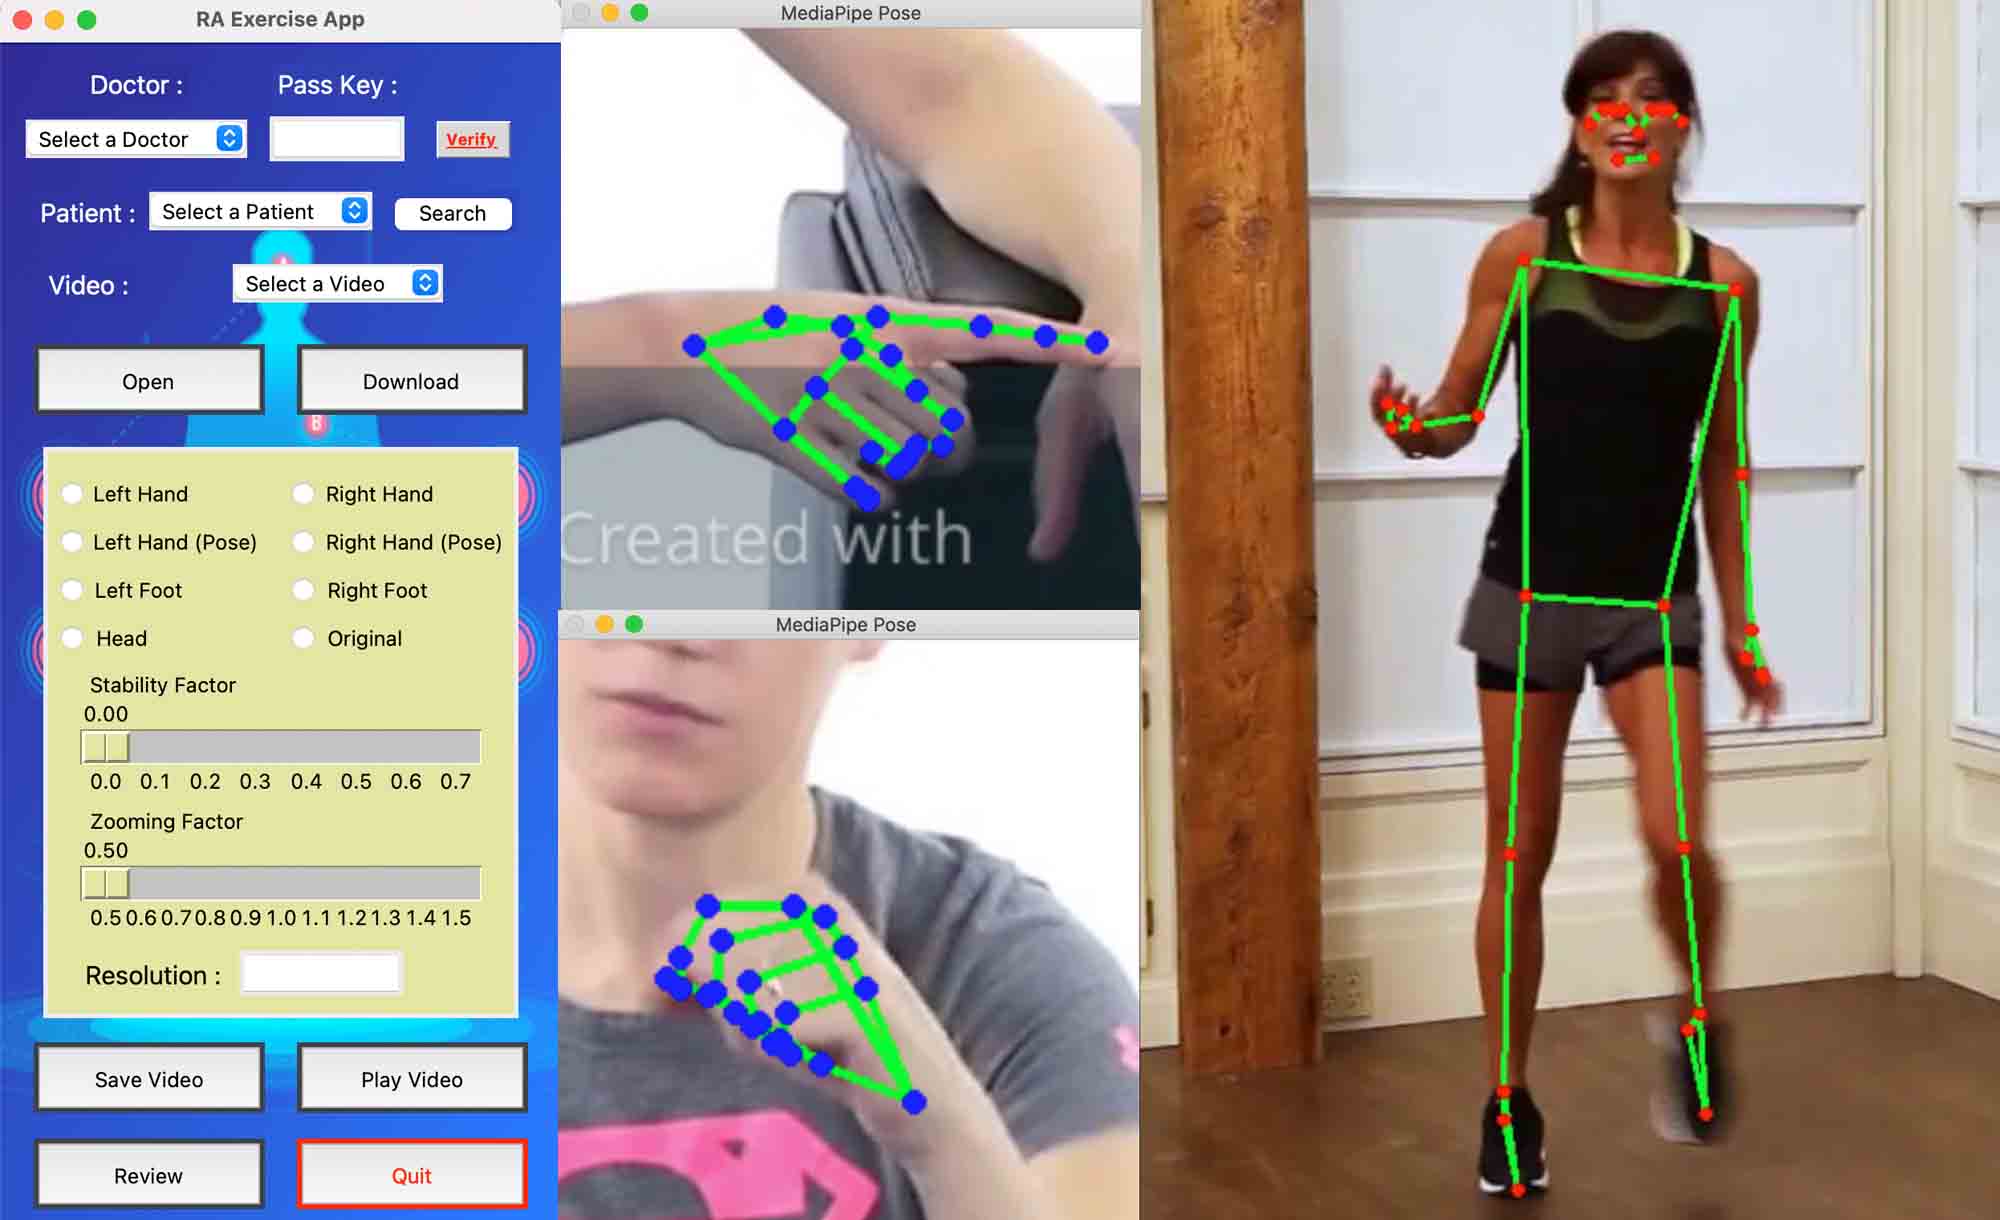 RA Exercise App
Doctor :
Pass Key :
Select a Doctor
Verify
Patient :
Select a Patient
Search
A
Video :
Select a Video
Open
Download
B
Left Hand
Right Hand
Left Hand (Pose)
Right Hand (Pose)
Left Foot
Right Foot
Head
Original
Stability Factor
0.00
0.0 0.1 0.2 0.3 0.4 0.5 0.6 0.7
Zooming Factor
0.50
0.5 0.6 0.7 0.8 0.9 1.0 1.1 1.2 1.3 1.4 1.5
Resolution :
Save Video
Play Video
Review
Quit
MediaPipe Pose
Created with
MediaPipe Pose